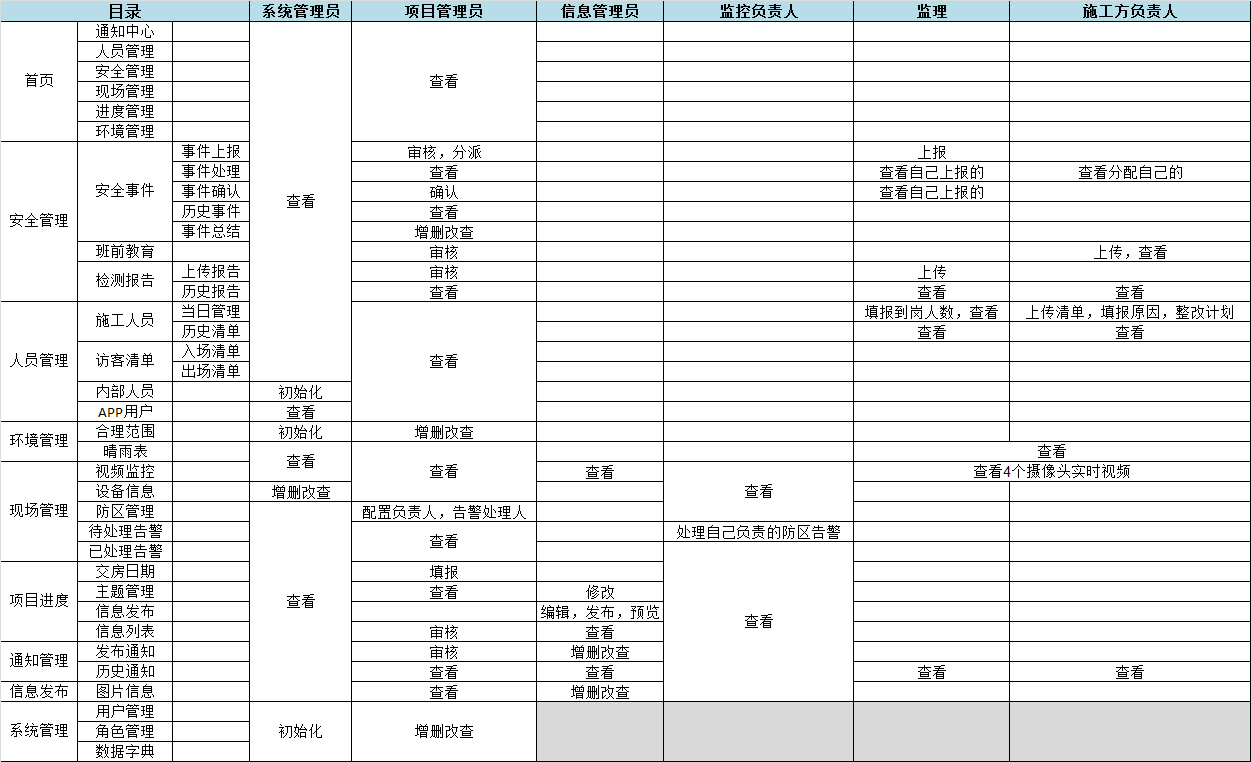 目录 系统管理员 项目管理员 信息管理员 监控负责人 监理 施工方负责人
通知中心
人员管理
安全管理
首页 现场管理 查看
进度管理
环境管理
事件上报 审核，分派 上报
事件处理 查看 查看自己上报的 查看分配自己的
安全事件 事件确认 查看 确认 查看自己上报的
历史事件 查看
安全管理 事件总结 增删改查
班前教育 审核 上传，查看
检测报告 上传报告 审核 上传
历史报告 查看 查看 查看
施工人员 当日管理 填报到岗人数，查看 上传清单，填报原因，整改计划
历史清单 查看 查看
人员管理 访客清单 入场清单 查看
出场清单
内部人员 初始化
APP用户 查看
环境管理 合理范围 初始化 增删改查
晴雨表 查看 查看
视频监控 查看 查看 查看4个摄像头实时视频
设备信息 增删改查 查看
现场管理 防区管理 配置负责人，告警处理人
待处理告警 查看 处理自己负责的防区告警
已处理告警
交房日期 填报
项目进度 主题管理 查看 查看 修改
信息发布 编辑，发布，预览 查看
信息列表 审核 查看
通知管理 发布通知 审核 增删改查
历史通知 查看 查看 查看 查看
信息发布 图片信息 查看 增删改查
用户管理
系统管理 角色管理 初始化 增删改查
数据字典